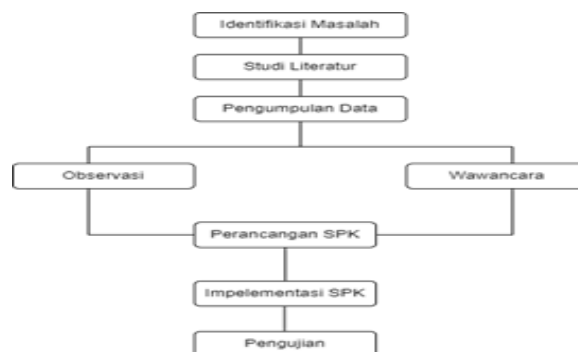 Identifikasi Masalah
Studi Literatur
Pengumpulan Data
Observasi
Wawancara
Perancangan SPK
Impelementasi SPK
Pengujian